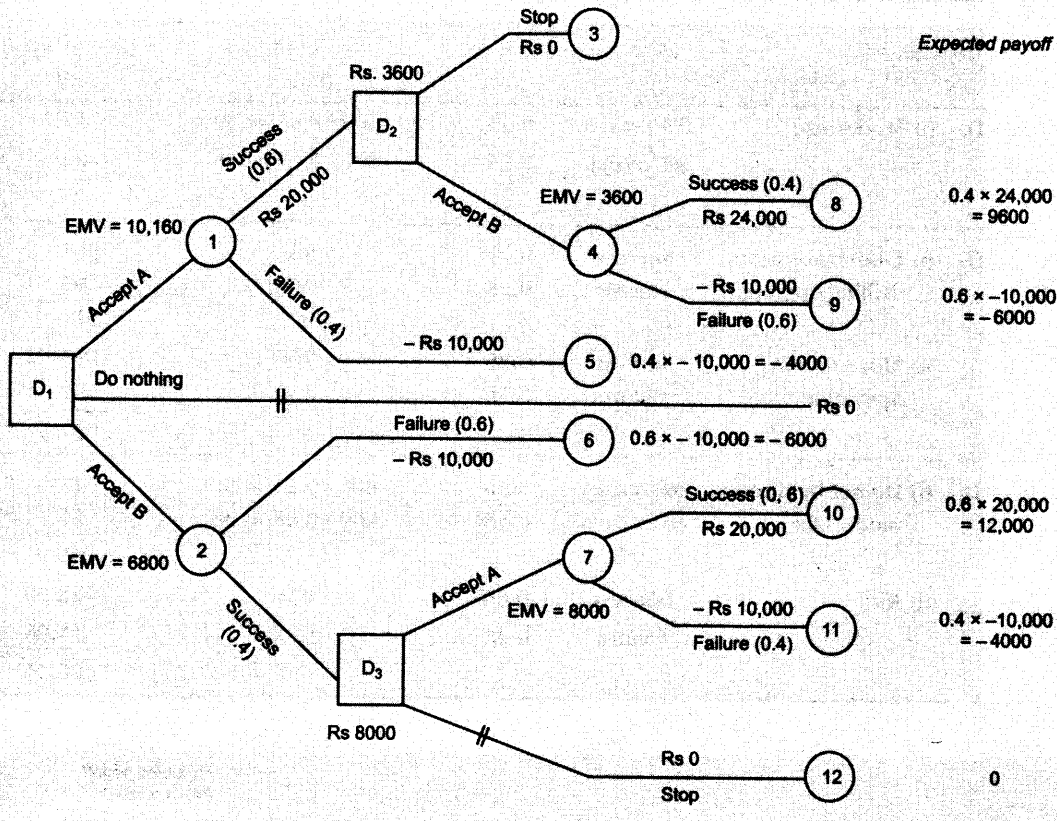 Stop
3
Rs 0
Expected payoff
Rs. 3600
D2
Success
(0.6)
Rs 20,000
Accept B
EMV = 3600
Success (0.4)
8
Rs 24,000
0.4 × 24,000
= 9600
EMV = 10,160
1
4
– Rs 10,000
9
Failure (0.6)
0.6 × –10,000
= –6000
Accept A
Failure (0.4)
– Rs 10,000
5
0.4 × – 10,000 = – 4000
D1
Do nothing
Rs 0
Failure (0.6)
6
– Rs 10,000
0.6 × – 10,000 = – 6000
Accept B
Success (0, 6)
10
Rs 20,000
0.6 × 20,000
= 12,000
2
EMV = 6800
7
Accept A
EMV = 8000
– Rs 10,000
11
Failure (0.4)
0.4 × –10,000
= – 4000
Success
(0.4)
D3
Rs 8000
Rs 0
12
Stop
0